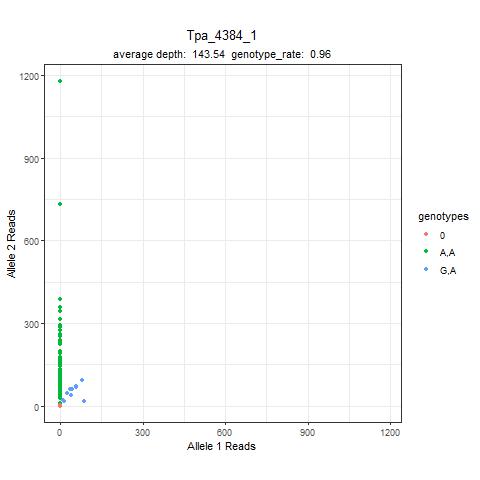 Tpa_4384_1
average depth: 143.54 genotype_rate: 0.96
1200
900
600
300
0
Allele 2 Reads
0 300 600 900 1200
Allele 1 Reads
genotypes
0
A,A
G,A